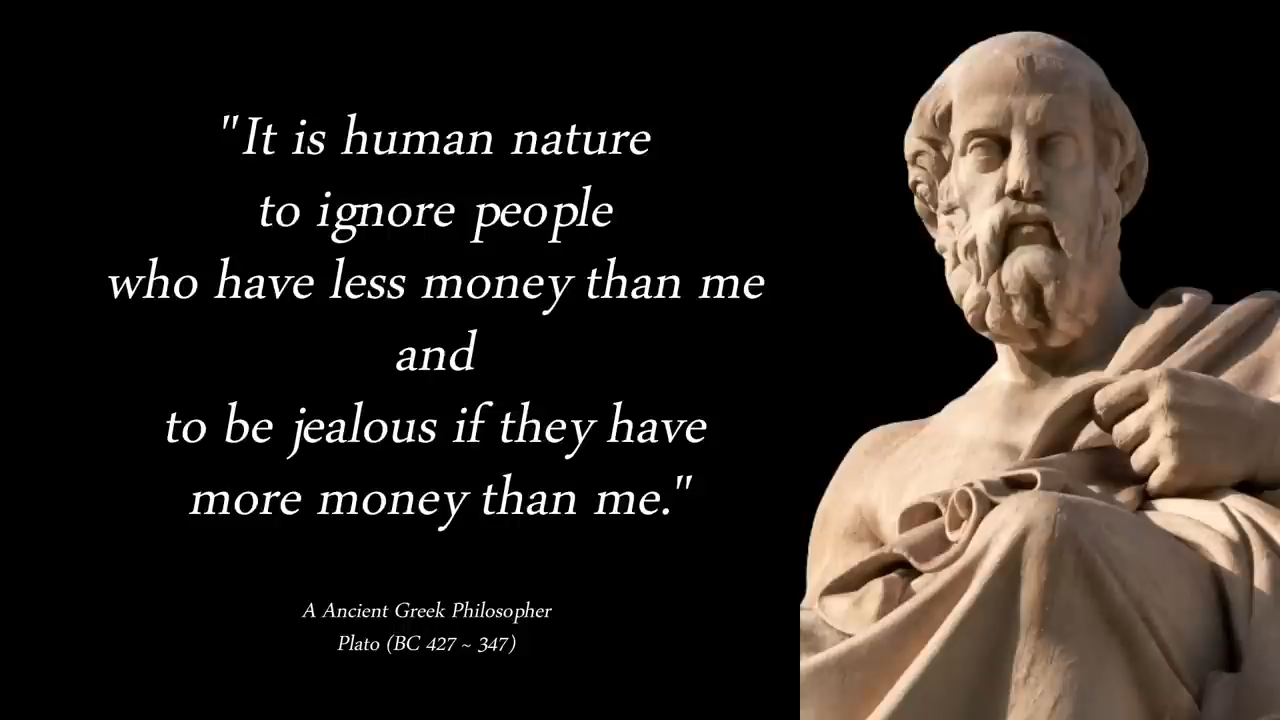 "It is human nature
to ignore people
who have less money than me
and
to be jealous if they have
more money than me."
A Ancient Greek Philosopher
Plato (BC 427 ~ 347)